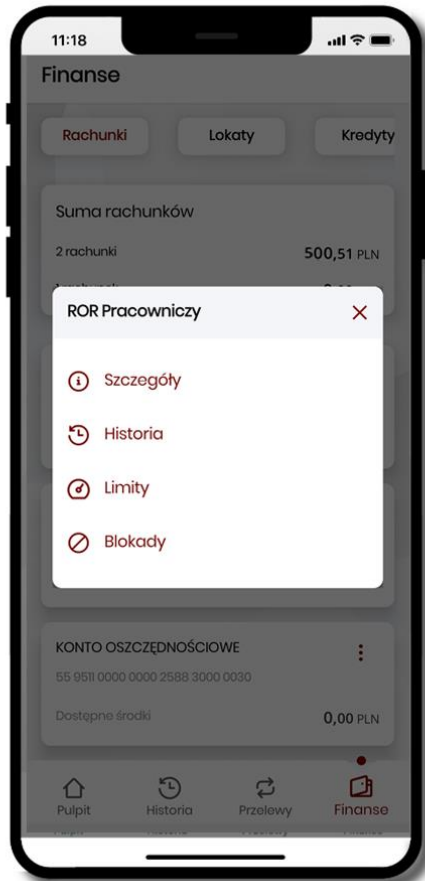 11:18
Finanse
Rachunki Lokaty Kredyty
Suma rachunków
2 rachunki 500,51 PLN
ROR Pracowniczy
Szczegóły
Historia
Limity
Blokady
KONTO OSZCZĘDNOŚCIOWE
55 9511 0000 0000 2588 3000 0030
Dostępne środki 0,00 PLN
Pulpit Historia Przelewy Finanse